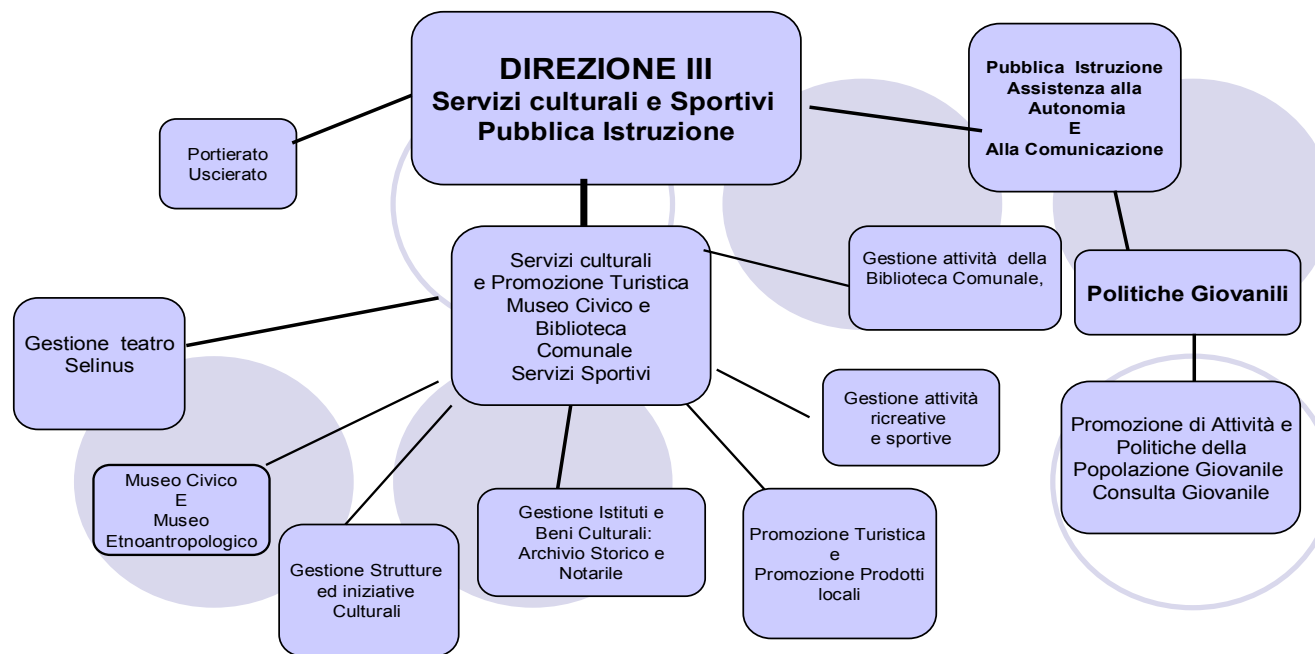 DIREZIONE III
Servizi culturali e Sportivi
Pubblica Istruzione
Pubblica Istruzione
Assistenza alla
Autonomia
E
Alla Comunicazione
Portierato
Uscierato
Servizi culturali
e Promozione Turistica
Museo Civico e
Biblioteca
Comunale
Servizi Sportivi
Gestione attività della
Biblioteca Comunale,
Politiche Giovanili
Gestione teatro
Selinus
Gestione attività
ricreative
e sportive
Promozione di Attività e
Politiche della
Popolazione Giovanile
Consulta Giovanile
Museo Civico
E
Museo
Etnoantropologico
Gestione Strutture
ed iniziative
Culturali
Gestione Istituti e
Beni Culturali:
Archivio Storico e
Notarile
Promozione Turistica
e
Promozione Prodotti
locali